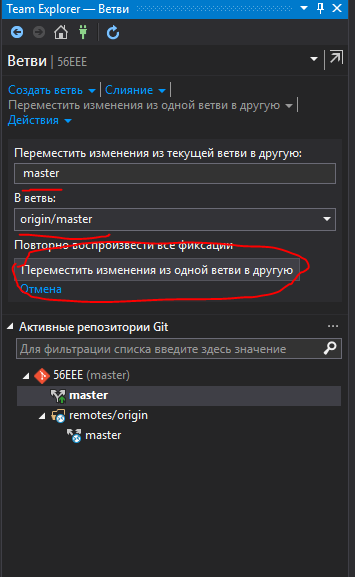 Team Explorer — Ветви
Ветви | 56EEE
Создать ветвь | Слияние |
Переместить изменения из одной ветви в другую |
Действия
Переместить изменения из текущей ветви в другую:
master
В ветвь:
origin/master
Повторно воспроизвести все фиксации
Переместить изменения из одной ветви в другую
Отмена
Активные репозитории Git
Для фильтрации списка введите здесь значение
56EEE (master)
master
remotes/origin
master